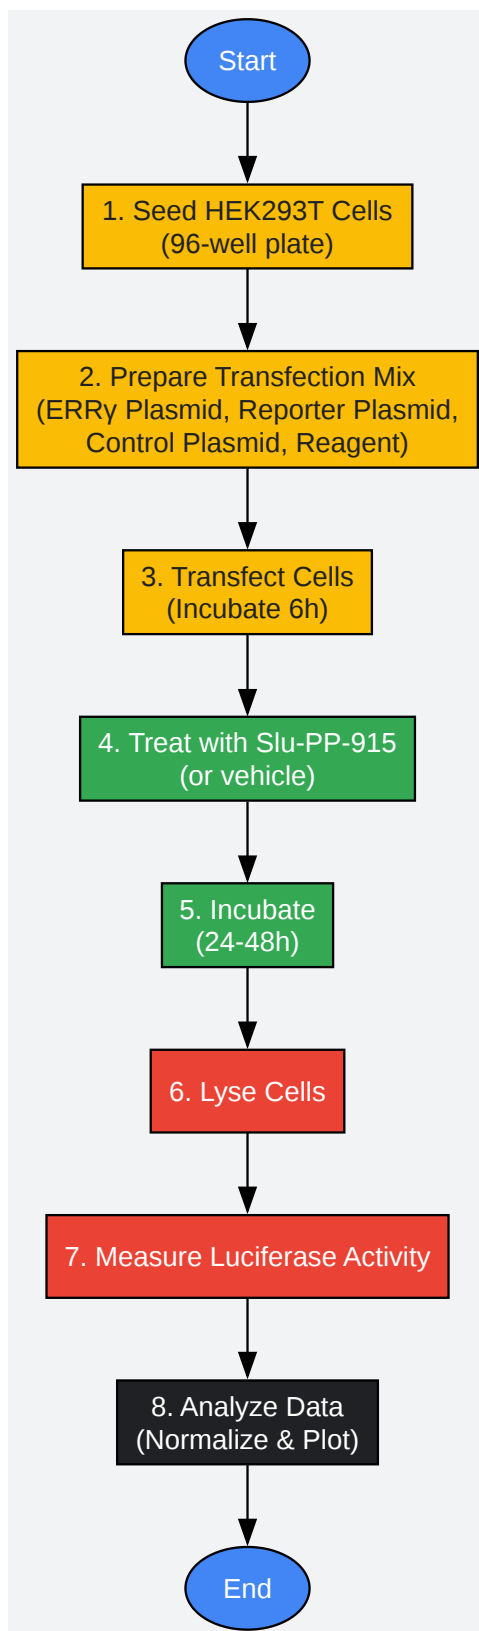 Start
1. Seed HEK293T Cells
(96-well plate)
2. Prepare Transfection Mix
(ERRγ Plasmid, Reporter Plasmid,
Control Plasmid, Reagent)
3. Transfect Cells
(Incubate 6h)
4. Treat with Slu-PP-915
(or vehicle)
5. Incubate
(24-48h)
6. Lyse Cells
7. Measure Luciferase Activity
8. Analyze Data
(Normalize & Plot)
End